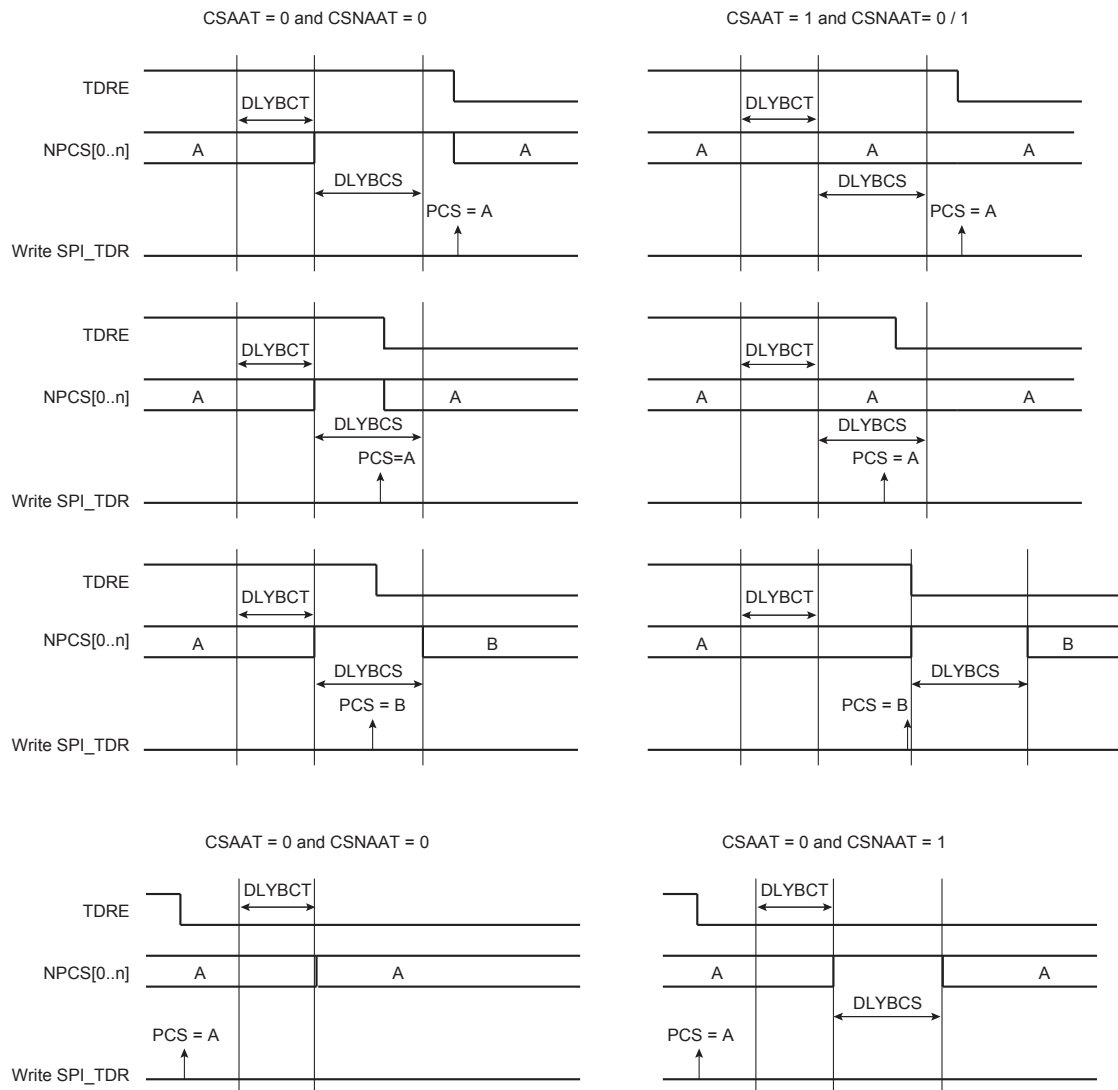 CSAAT = 0 and CSNAAT = 0
CSAAT = 1 and CSNAAT= 0 / 1
TDRE
DLYBCT
DLYBCT
NPCS[0..n]
A
A
A
A
A
DLYBCS
DLYBCS
PCS = A
PCS = A
Write SPI_TDR
TDRE
DLYBCT
DLYBCT
NPCS[0..n]
A
A
A
A
A
DLYBCS
DLYBCS
PCS=A
PCS = A
Write SPI_TDR
TDRE
DLYBCT
DLYBCT
NPCS[0..n]
A
B
A
B
DLYBCS
DLYBCS
PCS = B
PCS = B
Write SPI_TDR
CSAAT = 0 and CSNAAT = 0
CSAAT = 0 and CSNAAT = 1
DLYBCT
DLYBCT
TDRE
NPCS[0..n]
A
A
A
A
DLYBCS
PCS = A
PCS = A
Write SPI_TDR